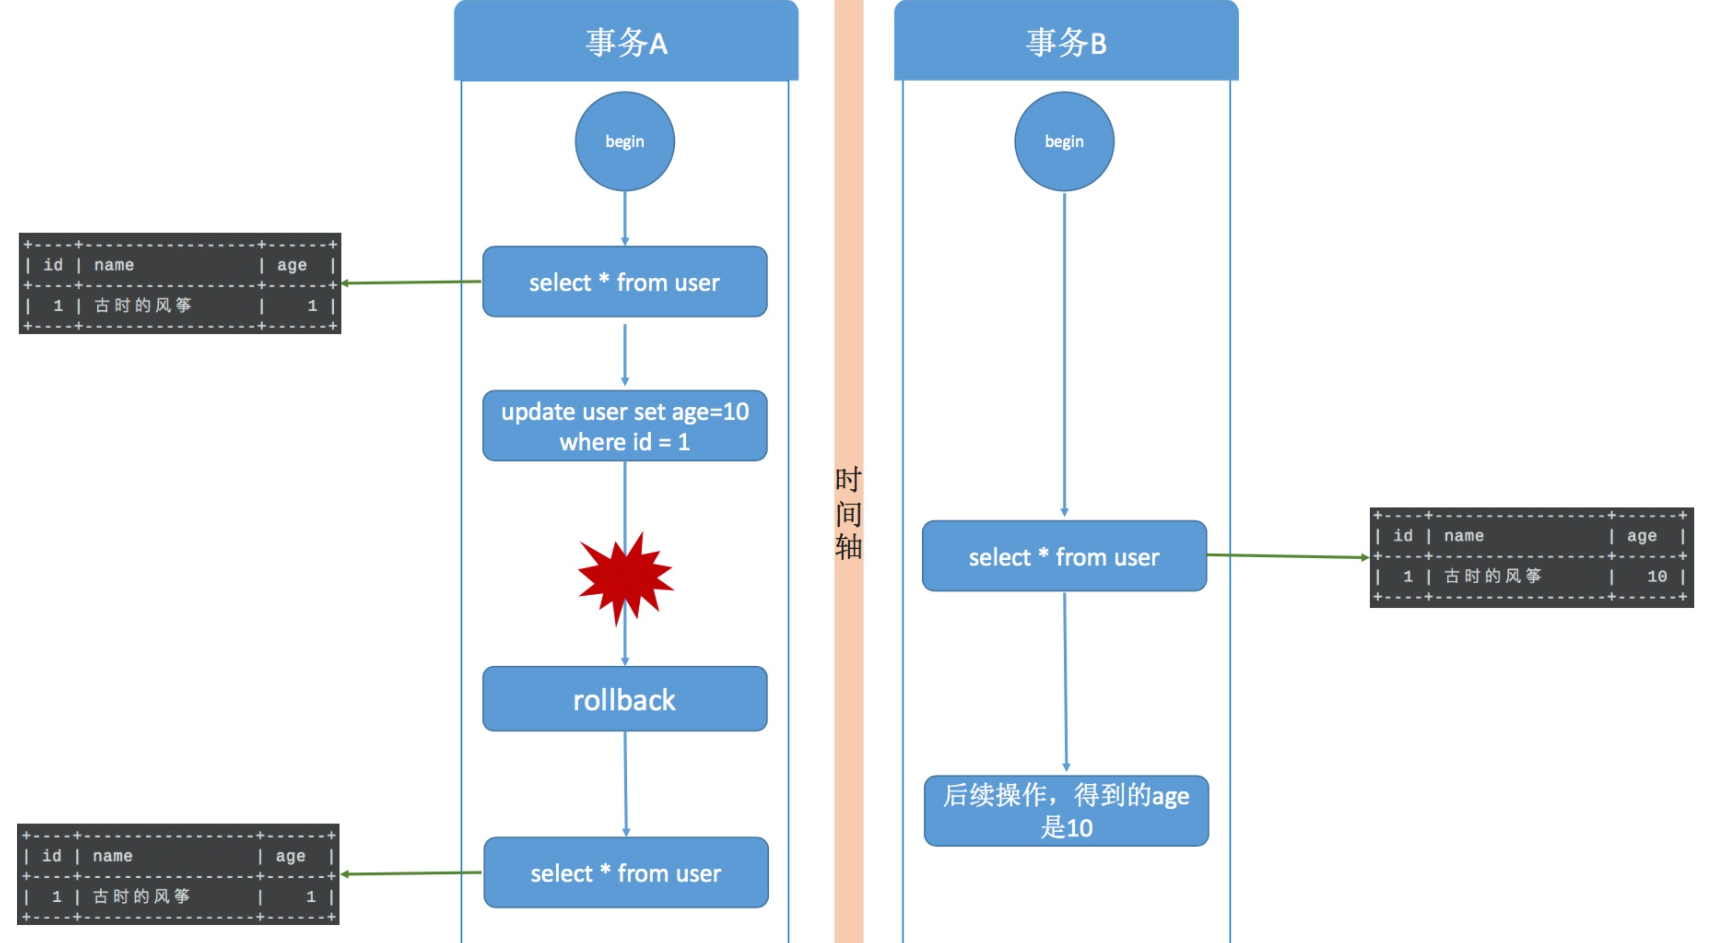 事务A
事务B
begin
begin
+----+-----------------+------+
| id | name            | age  |
+----+-----------------+------+
|  1 | 古时的风筝      |    1 |
+----+-----------------+------+
select * from user
update user set age=10
where id = 1
时
间
轴
select * from user
+----+-----------------+------+
| id | name            | age  |
+----+-----------------+------+
|  1 | 古时的风筝      |   10 |
+----+-----------------+------+
rollback
后续操作，得到的age
是10
+----+-----------------+------+
| id | name            | age  |
+----+-----------------+------+
|  1 | 古时的风筝      |    1 |
+----+-----------------+------+
select * from user